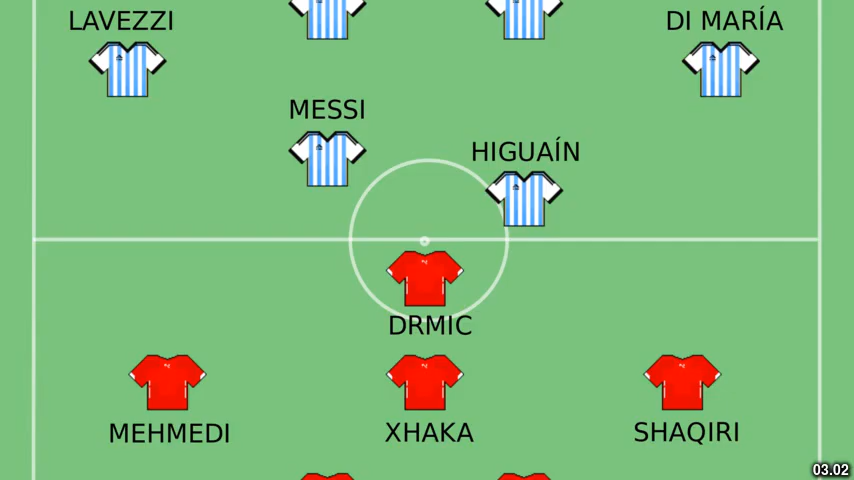 LAVEZZI
DI MARÍA
MESSI
HIGUAÍN
DRMIC
MEHMEDI
XHAKA
SHAQIRI
03.02